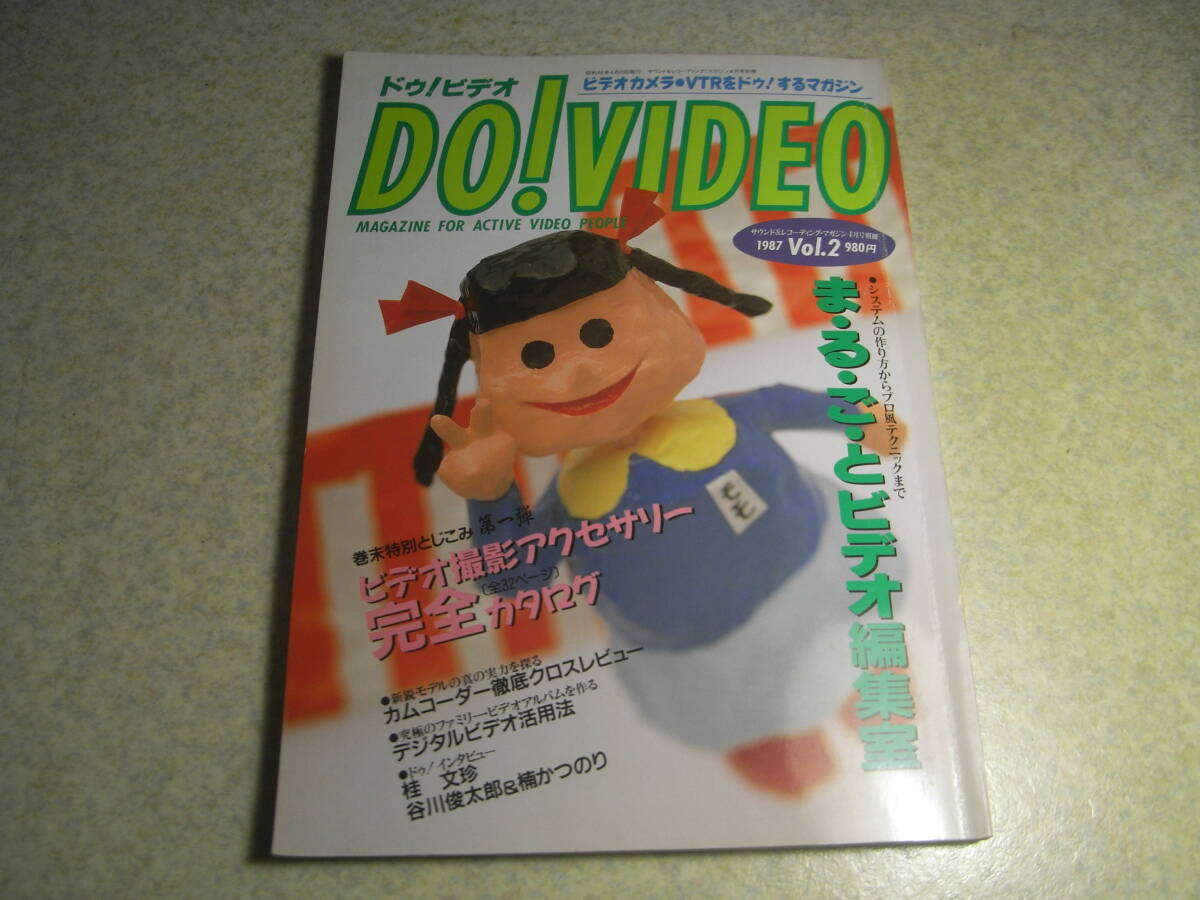 ドゥ!ビデオ
ビデオカメラ●VTRをドゥ!するマガジン
DO!VIDEO
MAGAZINE FOR ACTIVE VIDEO PEOPLE
サウンド&レコーディング・マガジン4月号別冊
1987 Vol.2 980円
●システムの作り方からプロ風テクニックまで
ま・る・ご・とビデオ編集室
モモ
巻末特別とじこみ 第一弾
ビデオ撮影アクセサリー
完全カタログ
(全32ページ)
●新鋭モデルの真の実力を探る
カムコーダー徹底クロスレビュー
●究極のファミリー・ビデオアルバムを作る
デジタルビデオ活用法
●ドゥ!インタビュー
桂 文珍
谷川俊太郎&楠かつのり